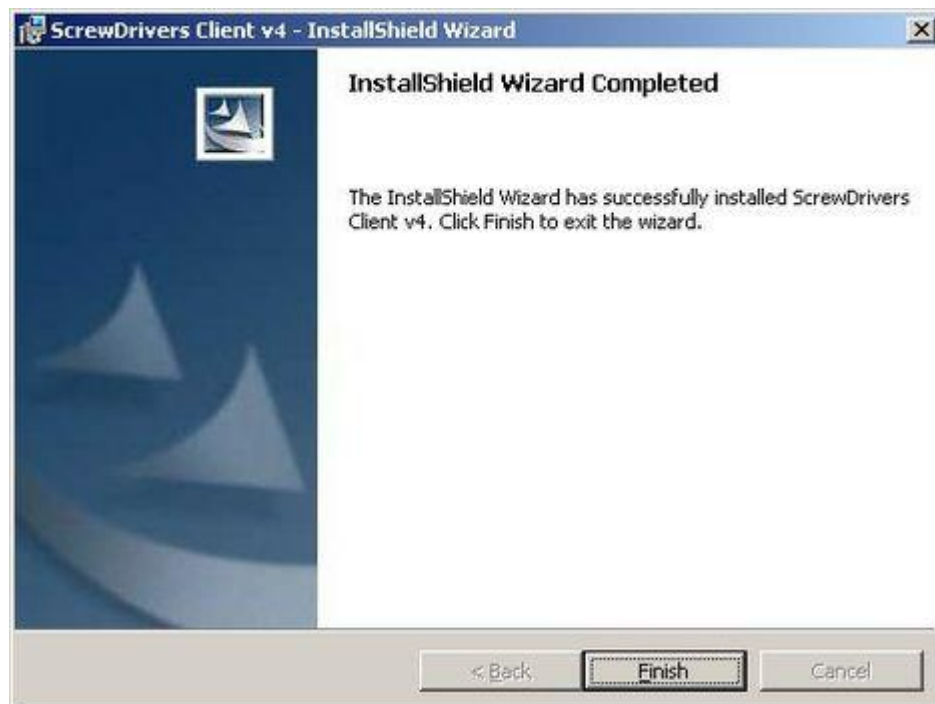 ScrewDrivers Client v4 - InstallShield Wizard
InstallShield Wizard Completed
The InstallShield Wizard has successfully installed ScrewDrivers
Client v4. Click Finish to exit the wizard.
< Back
Finish
Cancel